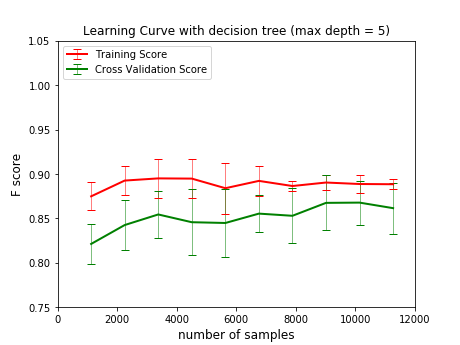 Learning Curve with decision tree (max depth = 5)
1.05
Training Score
Cross Validation Score
1.00
0.95
0.90
0.85
0.80
0.75
F score
0 2000 4000 6000 8000 10000 12000
number of samples